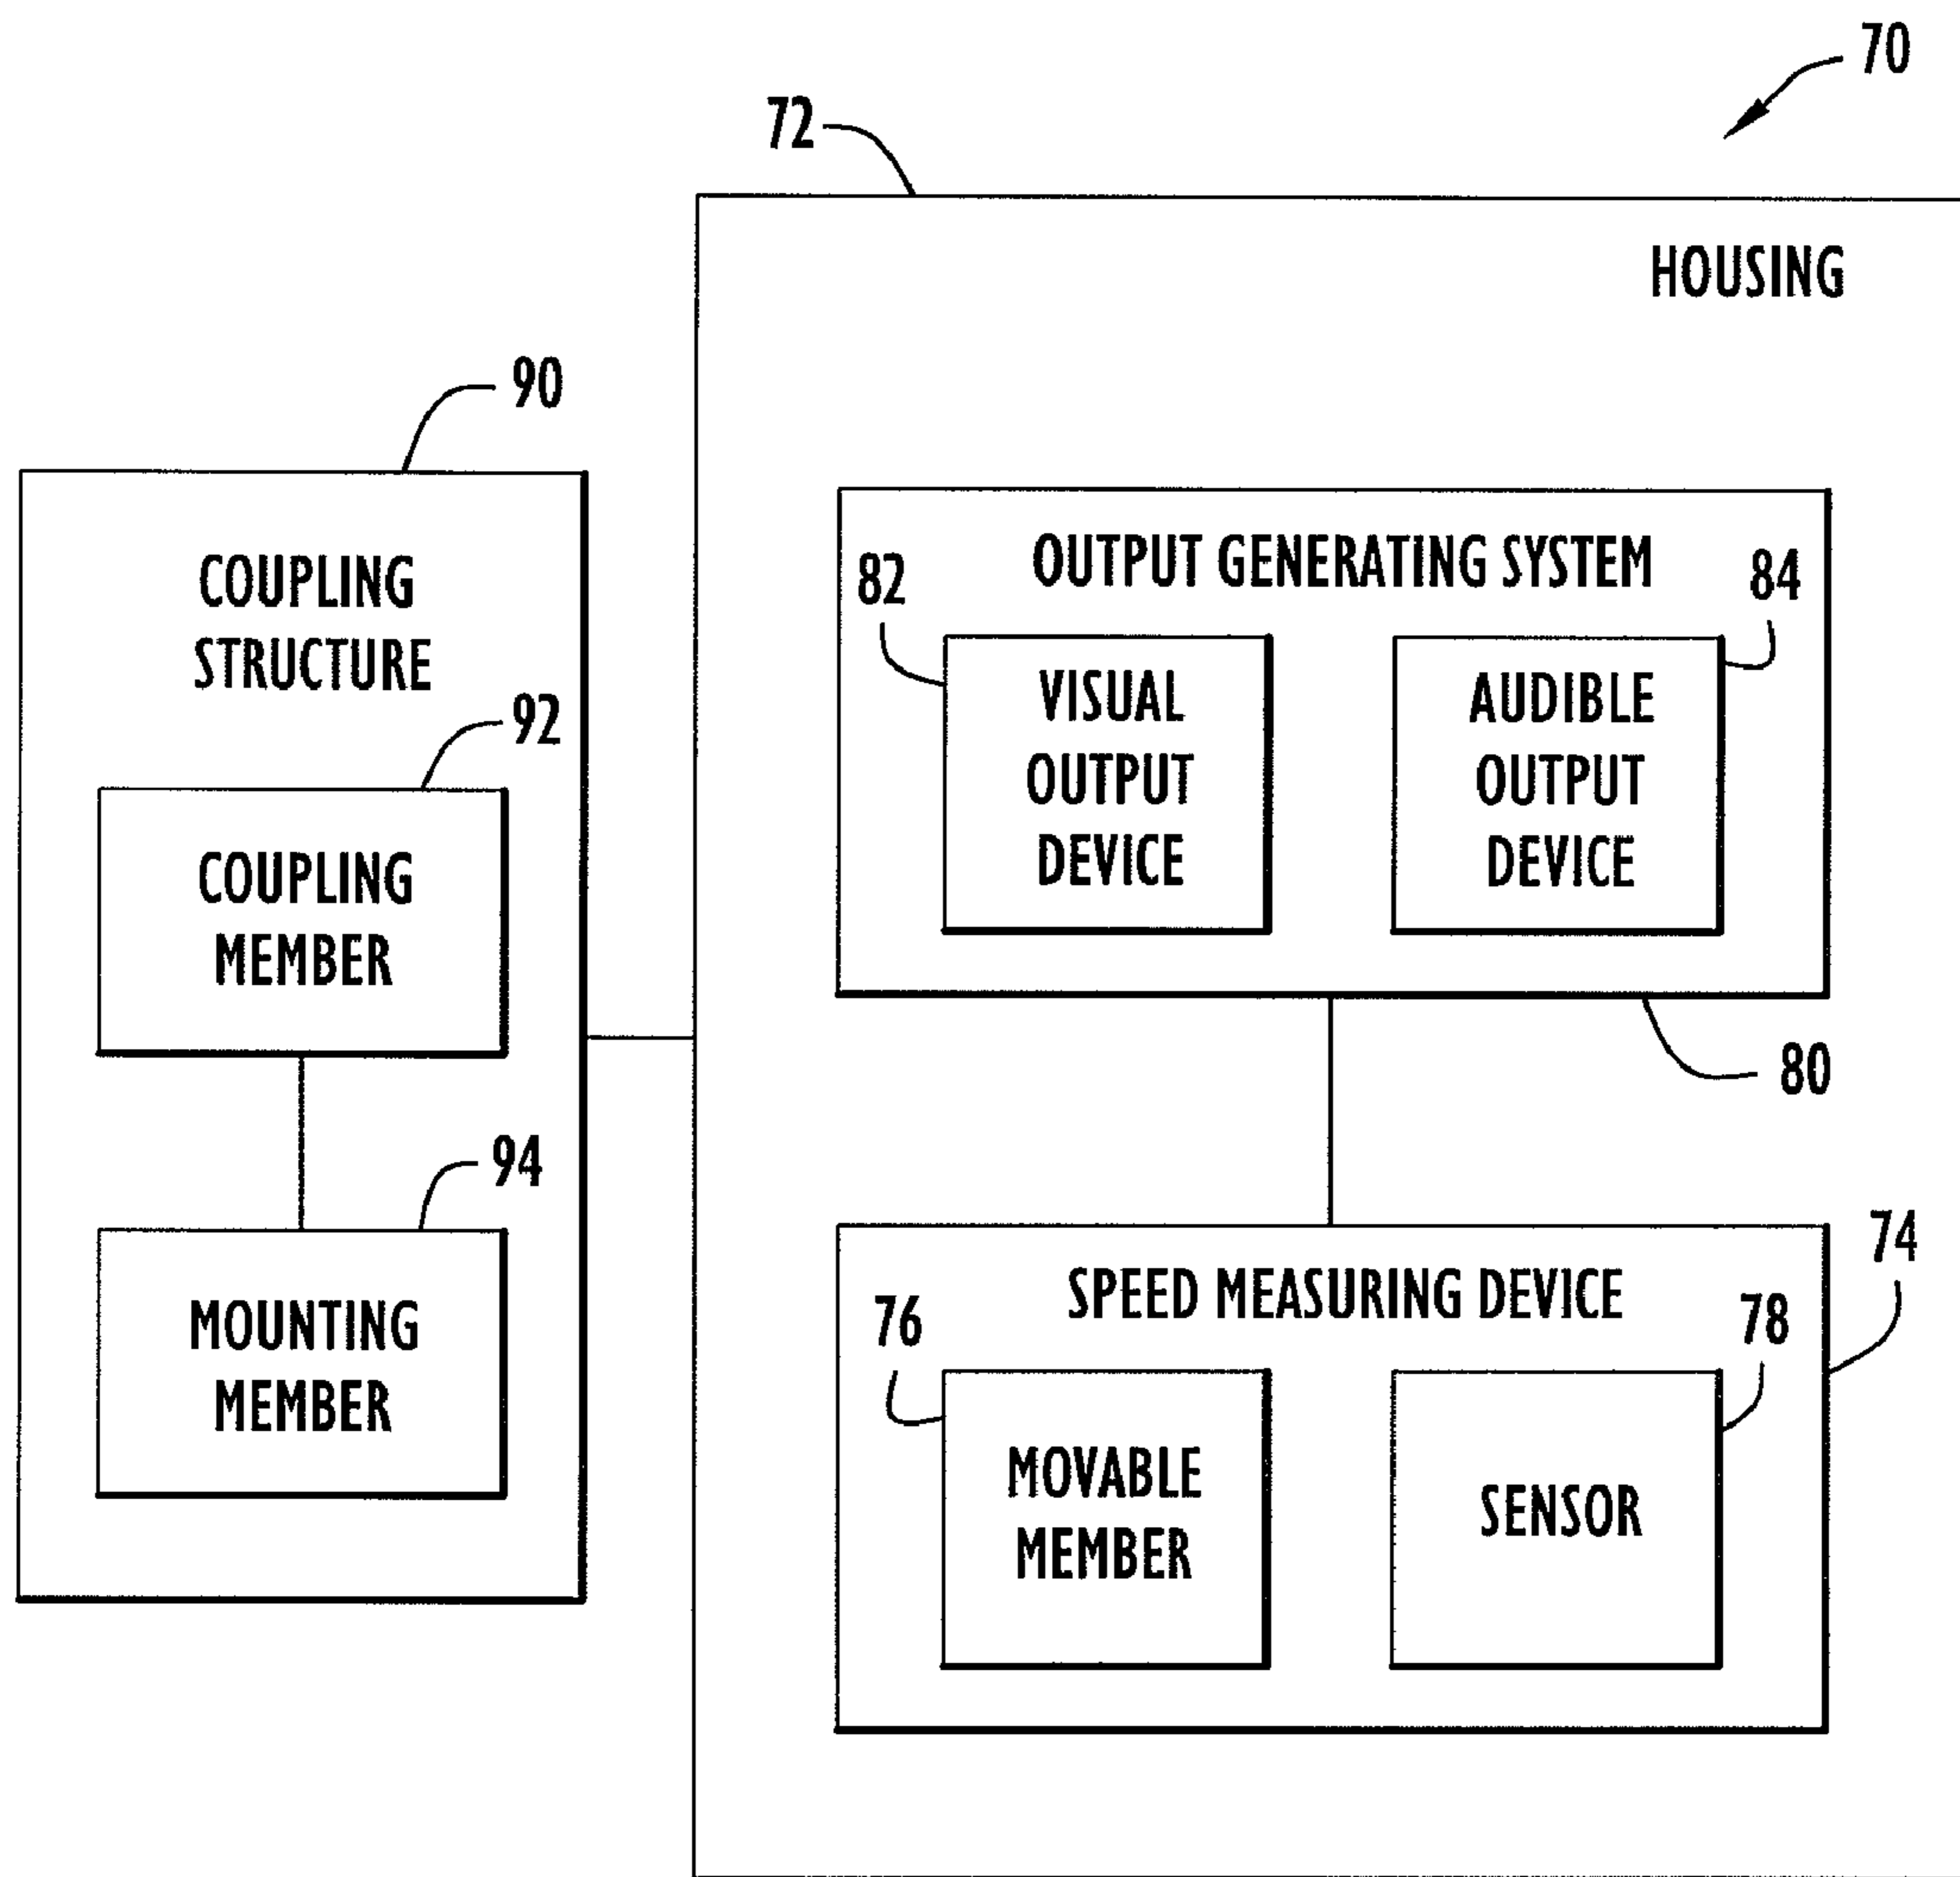 70
72
HOUSING
90
COUPLING
STRUCTURE
92
COUPLING
MEMBER
94
MOUNTING
MEMBER
OUTPUT GENERATING SYSTEM
82
84
VISUAL
OUTPUT
DEVICE
AUDIBLE
OUTPUT
DEVICE
80
74
SPEED MEASURING DEVICE
76
78
MOVABLE
MEMBER
SENSOR